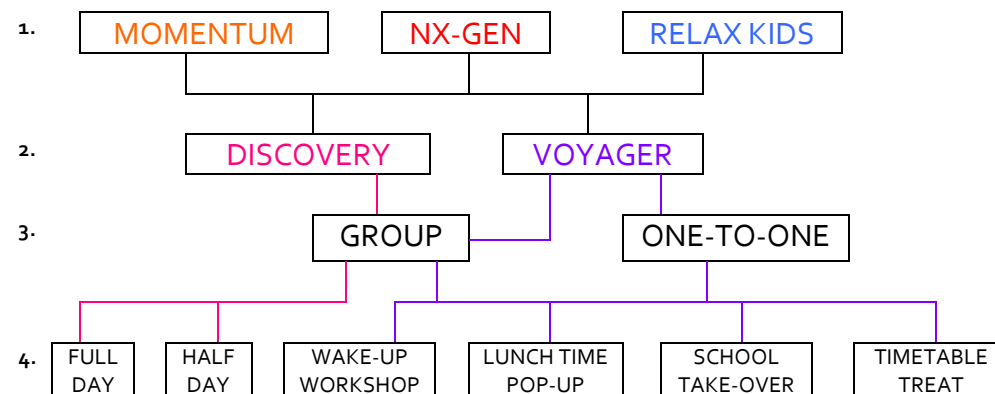 1. MOMENTUM NX-GEN RELAX KIDS
2. DISCOVERY VOYAGER
3. GROUP ONE-TO-ONE
4. FULL HALF WAKE-UP LUNCH TIME SCHOOL TIMETABLE
DAY DAY WORKSHOP POP-UP TAKE-OVER TREAT